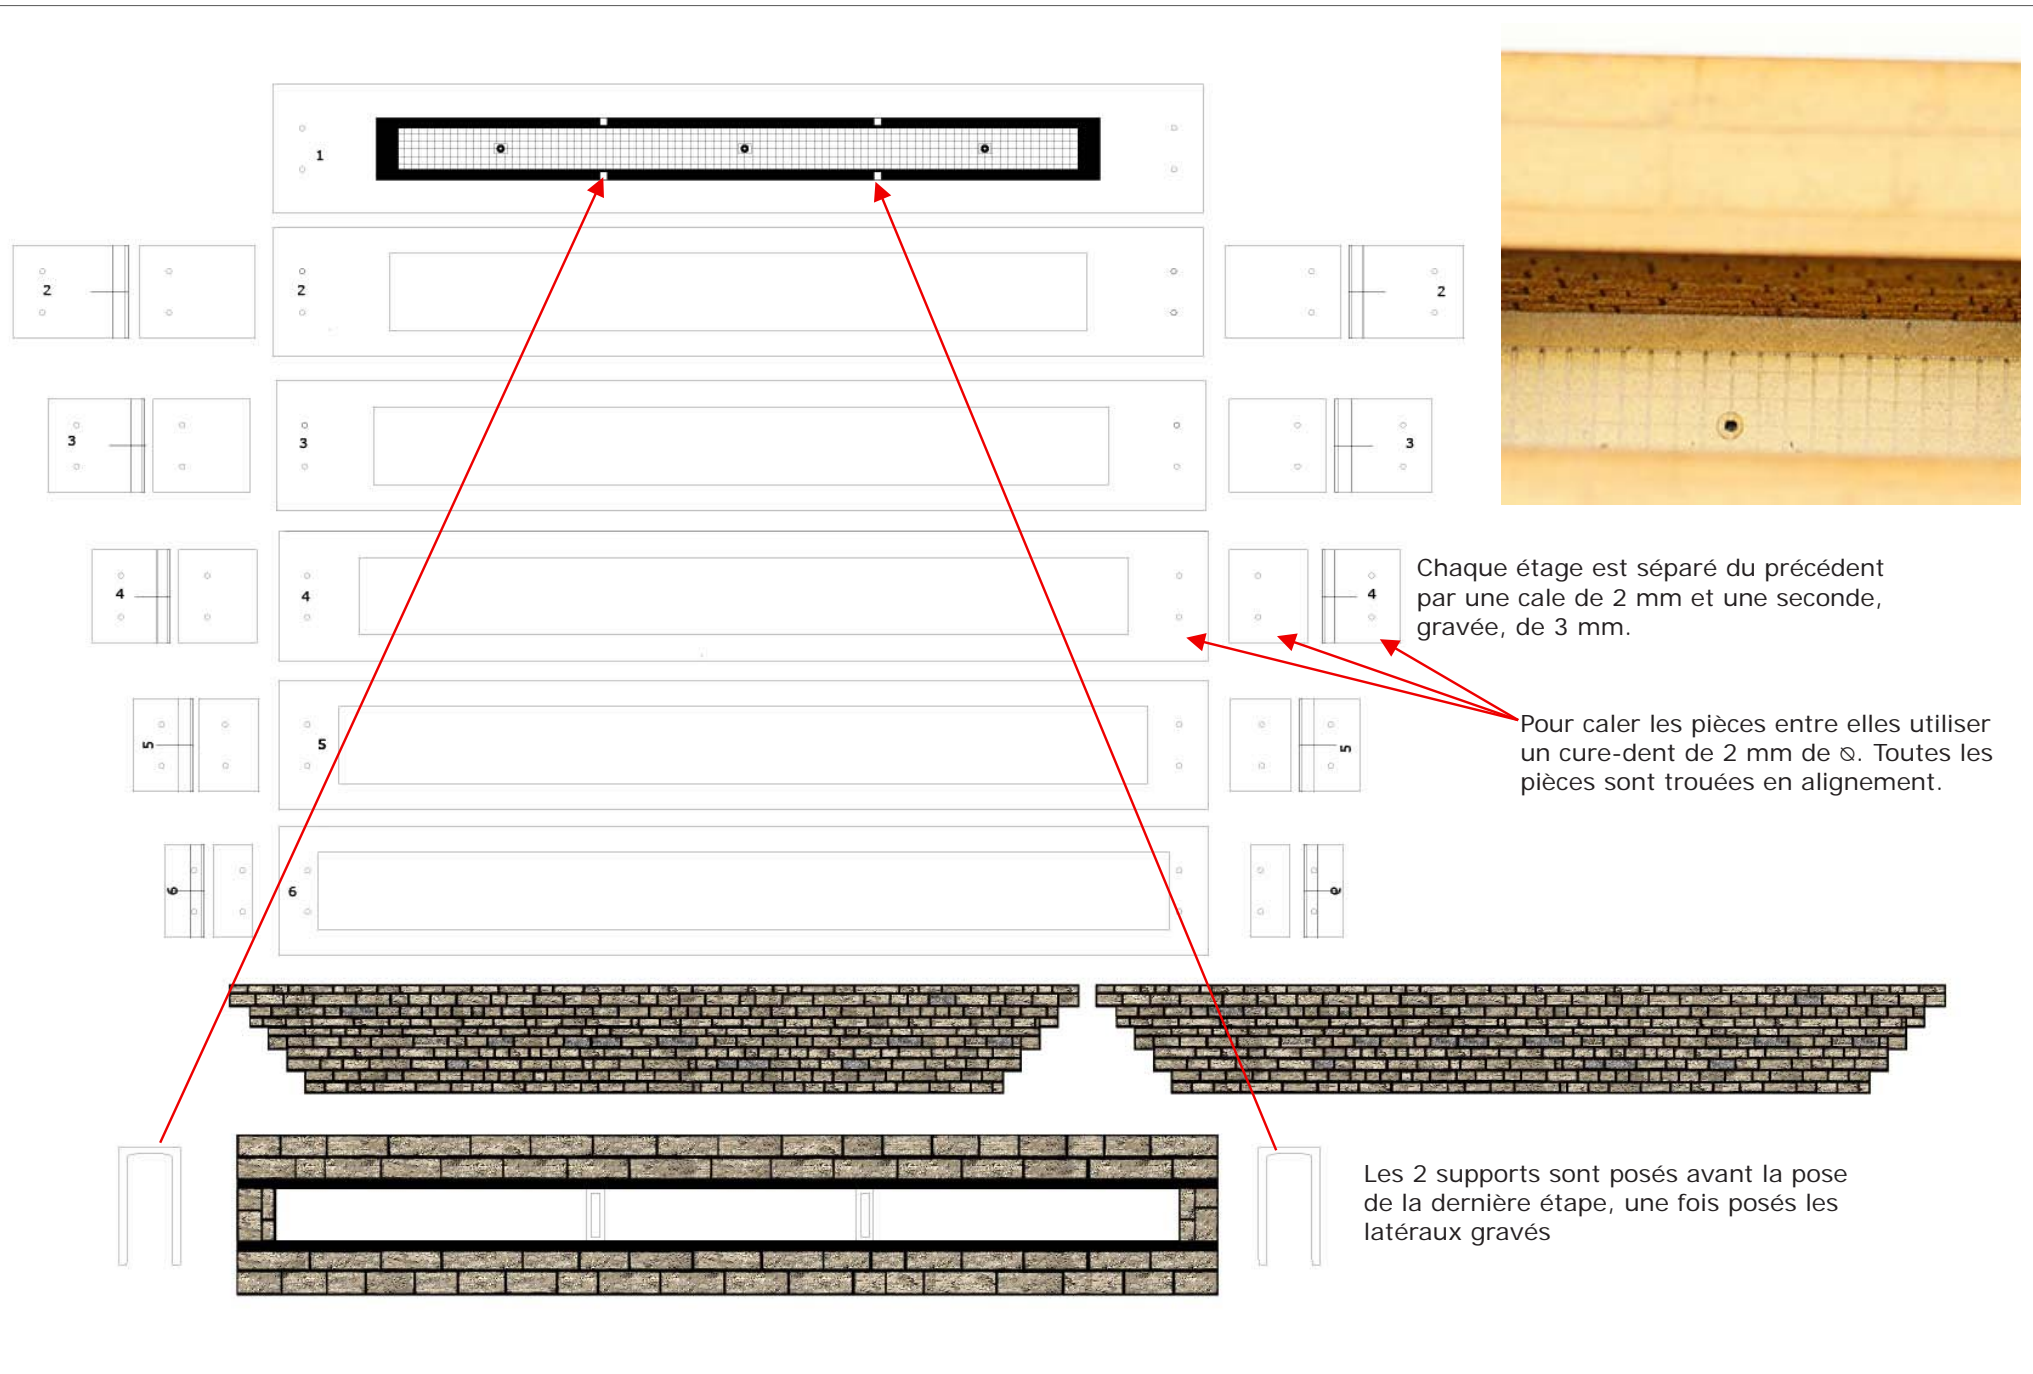 1
2
2
2
3
3
3
4
4
4
Chaque étage est séparé du précédent
par une cale de 2 mm et une seconde,
gravée, de 3 mm.
5
5
5
Pour caler les pièces entre elles utiliser
un cure-dent de 2 mm de ⦰. Toutes les
pièces sont trouées en alignement.
6
6
6
Les 2 supports sont posés avant la pose
de la dernière étape, une fois posés les
latéraux gravés